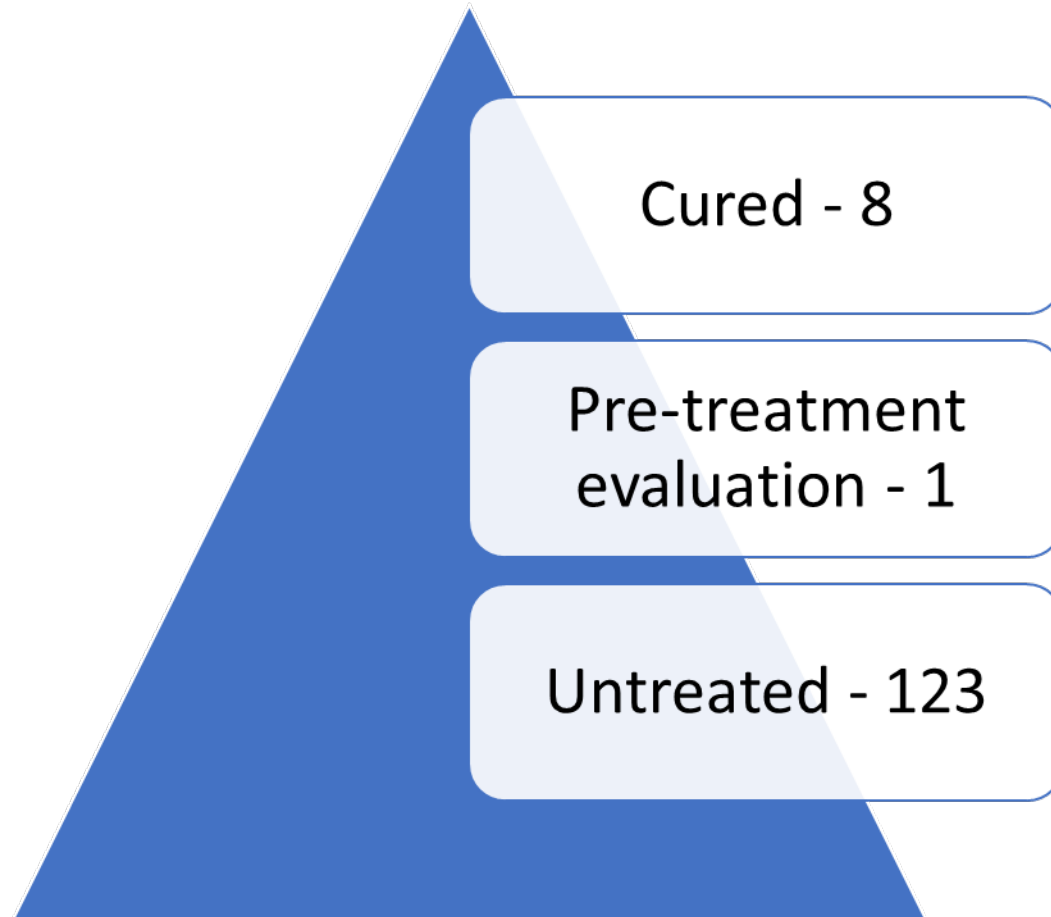 Cured - 8
Pre-treatment
evaluation - 1
Untreated - 123